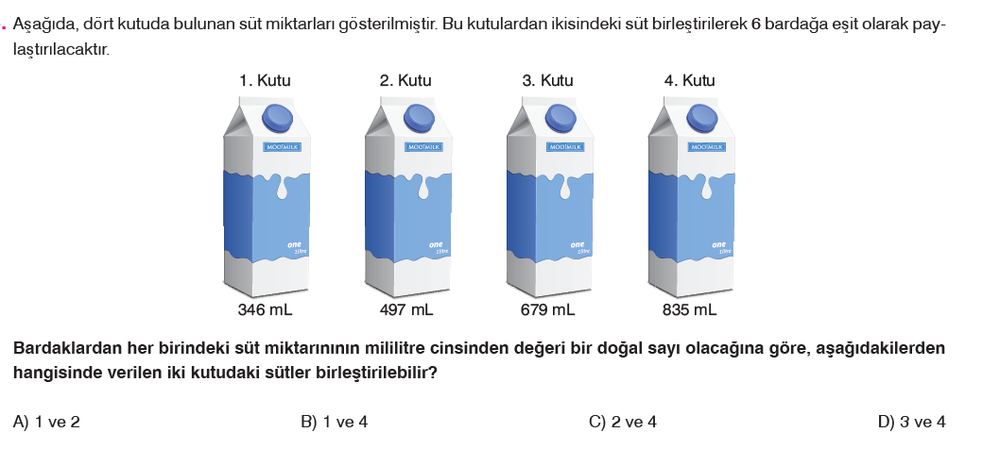 Aşağıda, dört kutuda bulunan süt miktarları gösterilmiştir. Bu kutulardan ikisindeki süt birleştirilerek 6 bardağa eşit olarak pay-
laştırılacaktır.
1. Kutu 2. Kutu 3. Kutu 4. Kutu
MOO!MILK MOO!MILK MOO!MILK MOO!MILK
one one one one
1litre 1litre 1litre 1litre
346 mL 497 mL 679 mL 835 mL
Bardaklardan her birindeki süt miktarınının mililitre cinsinden değeri bir doğal sayı olacağına göre, aşağıdakilerden
hangisinde verilen iki kutudaki sütler birleştirilebilir?
A) 1 ve 2 B) 1 ve 4 C) 2 ve 4 D) 3 ve 4